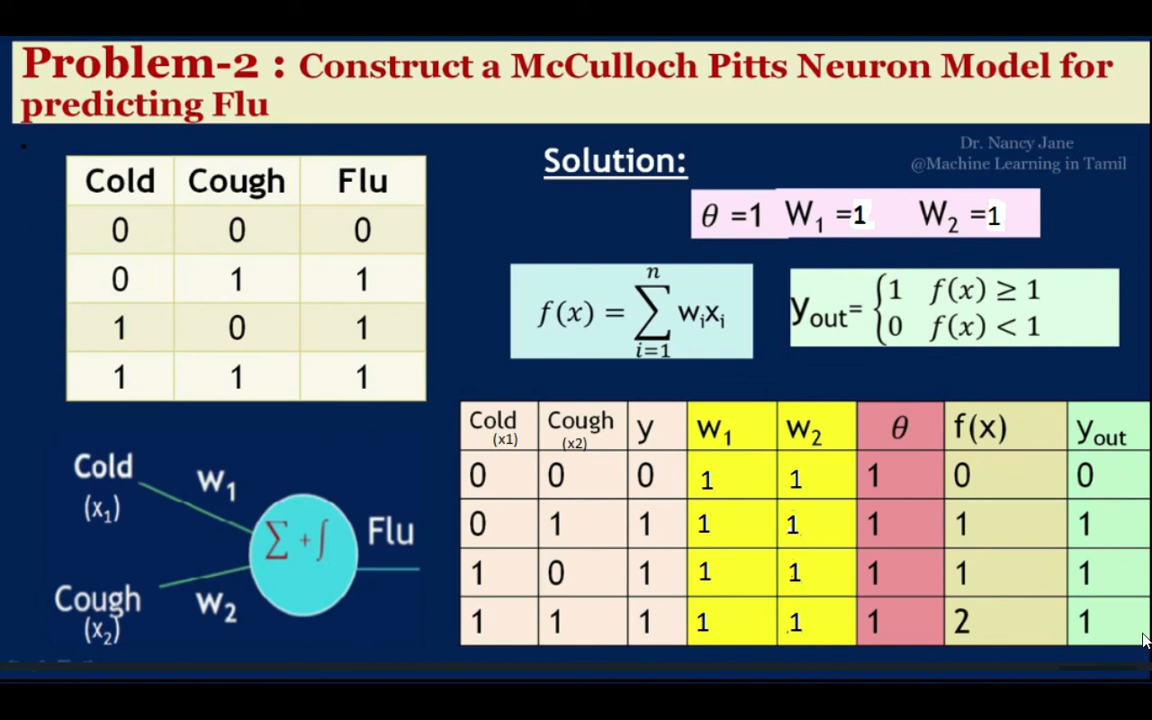 Problem-2 : Construct a McCulloch Pitts Neuron Model for
predicting Flu
Dr. Nancy Jane
@Machine Learning in Tamil
Solution:
Cold Cough Flu
0 0 0
0 1 1
1 0 1
1 1 1
θ =1 W₁ =1 W₂ =1
f(x) = ∑ⁿᵢ₌₁ wᵢxᵢ
yout= {1 f(x) ≥ 1
0 f(x) < 1
Cold (x₁)
W₁
Cough (x₂)
W₂
∑ + ∫
Flu
Cold (x1) Cough (x2) y w₁ w₂ θ f(x) yout
0 0 0 1 1 1 0 0
0 1 1 1 1 1 1 1
1 0 1 1 1 1 1 1
1 1 1 1 1 1 2 1